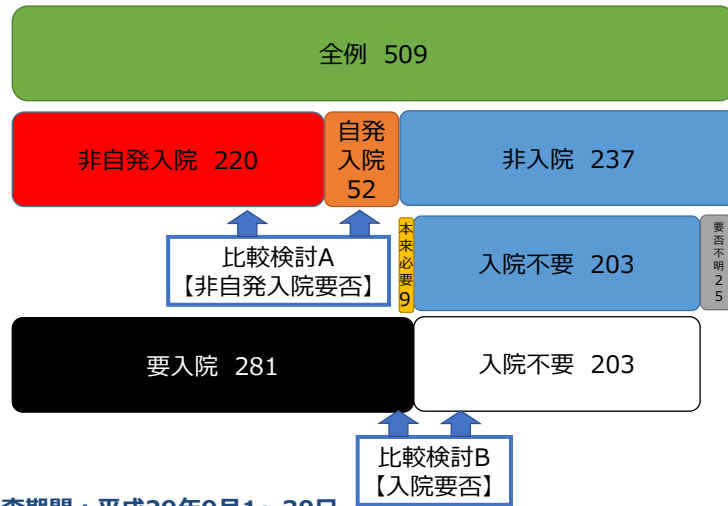 全例 509
非自発入院 220
自発
入院
52
非入院 237
比較検討A
【非自発入院要否】
本
来
必
要
9
入院不要 203
要
否
不
明
2
5
要入院 281
入院不要 203
比較検討B
【入院要否】